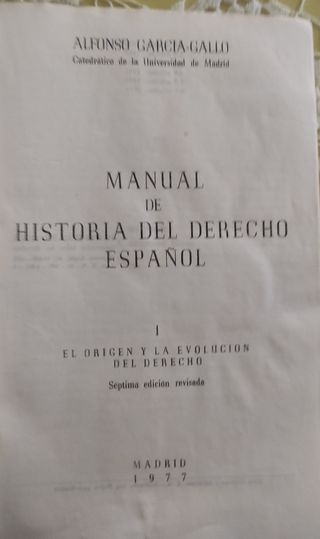 ALFONSO GARCIA-GALLO
Catedrático de la Universidad de Madrid
MANUAL
DE
HISTORIA DEL DERECHO
ESPAÑOL
I
EL ORIGEN Y LA EVOLUCION
DEL DERECHO
Septima edición revisada
MADRID
1977